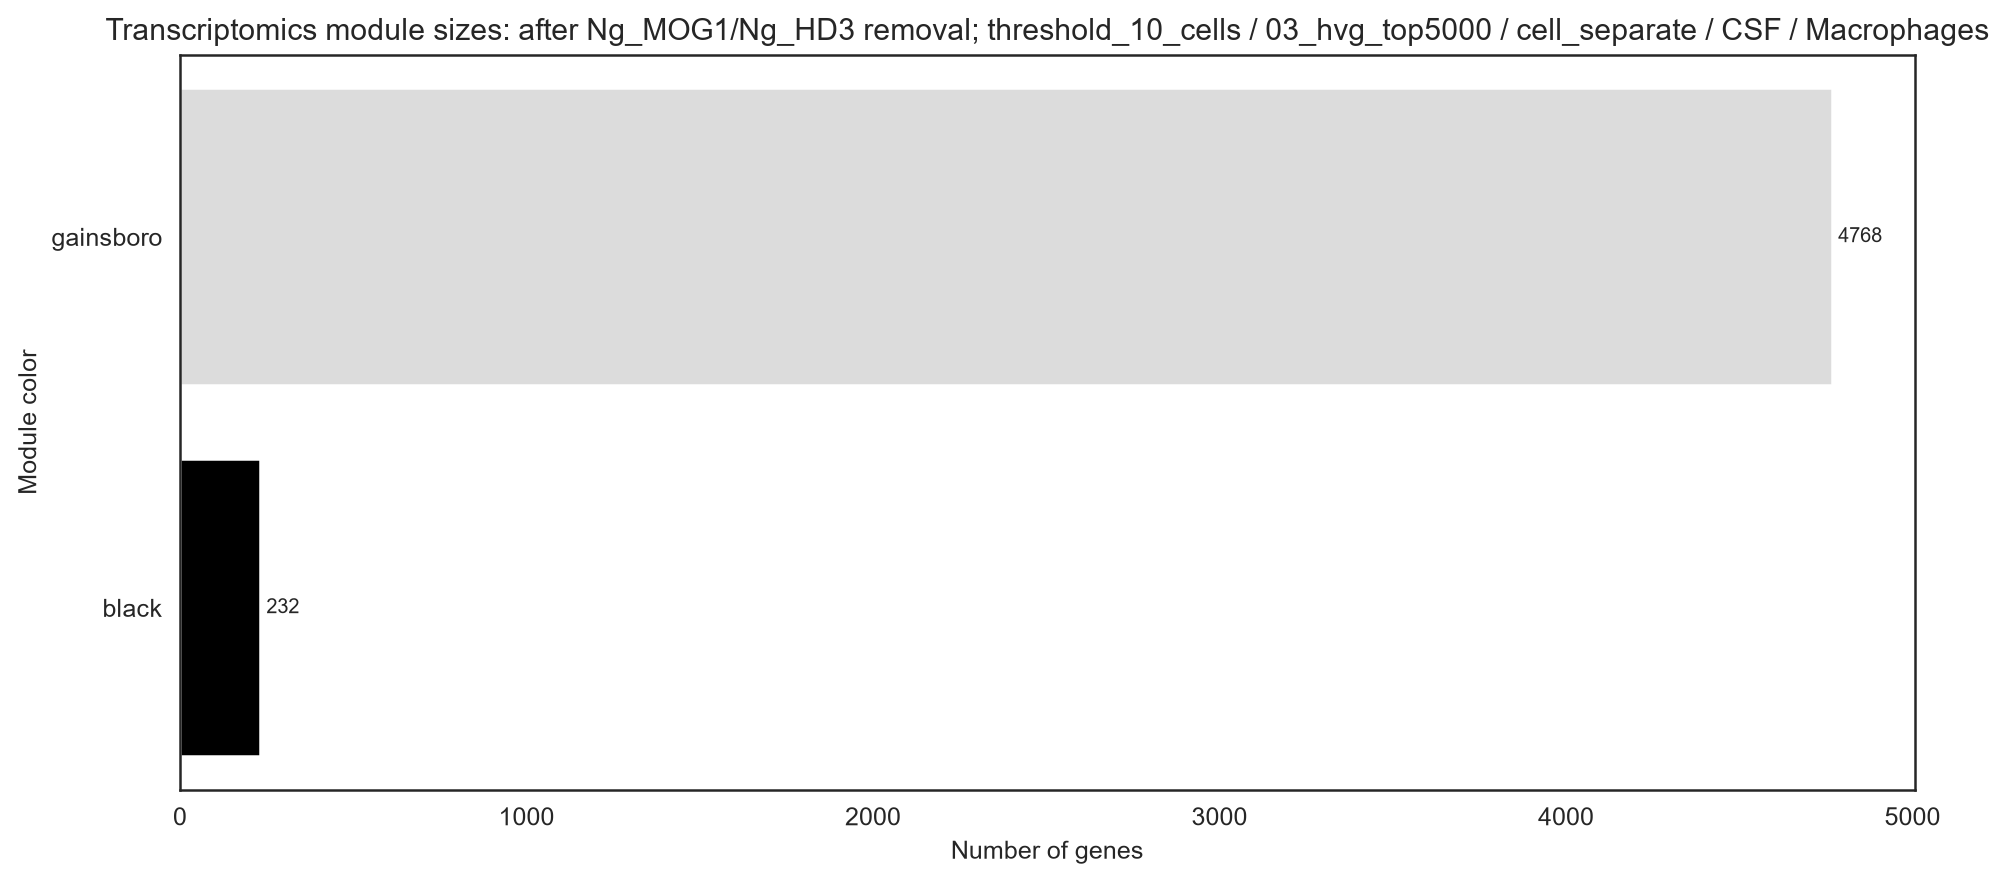 Transcriptomics module sizes: after Ng_MOG1/Ng_HD3 removal; threshold_10_cells / 03_hvg_top5000 / cell_separate / CSF / Macrophages
gainsboro
4768
Module color
black
232
0 1000 2000 3000 4000 5000
Number of genes